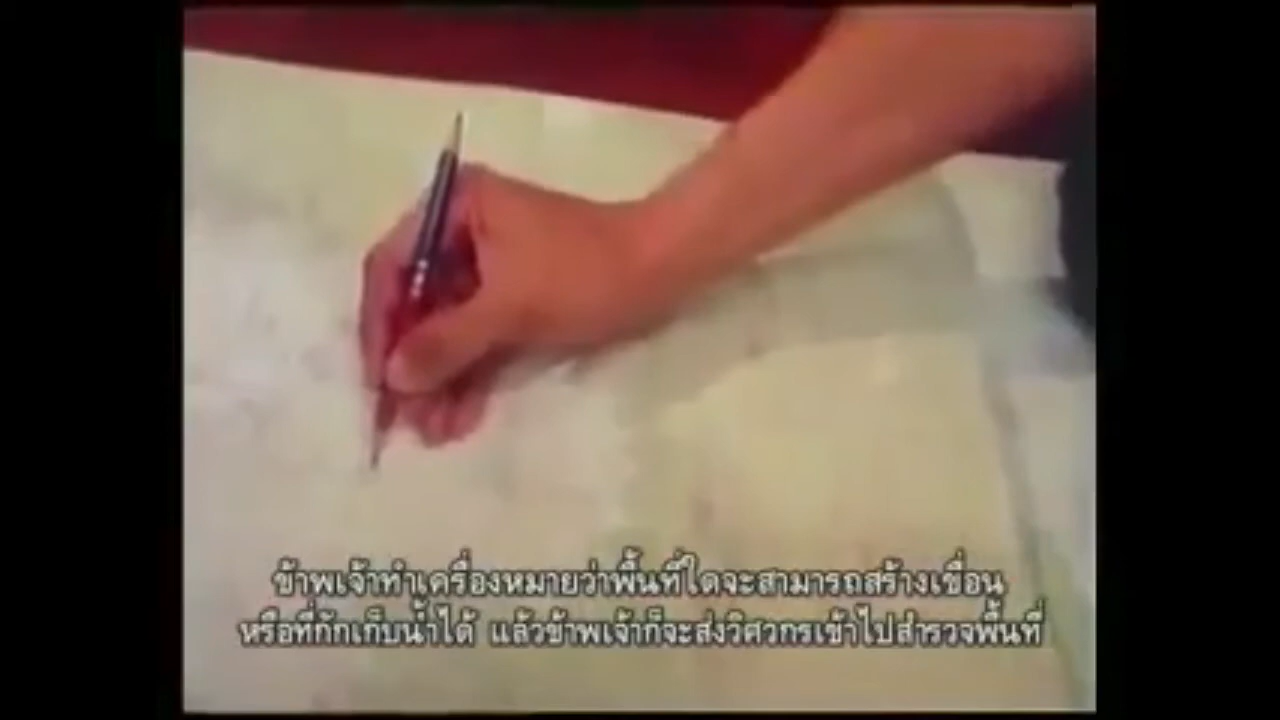 ข้าพเจ้าทำเครื่องหมายว่าพื้นที่ใดจะสามารถสร้างเขื่อน
หรือที่กักเก็บน้ำได้ แล้วข้าพเจ้าก็จะส่งวิศวกรเข้าไปสำรวจพื้นที่